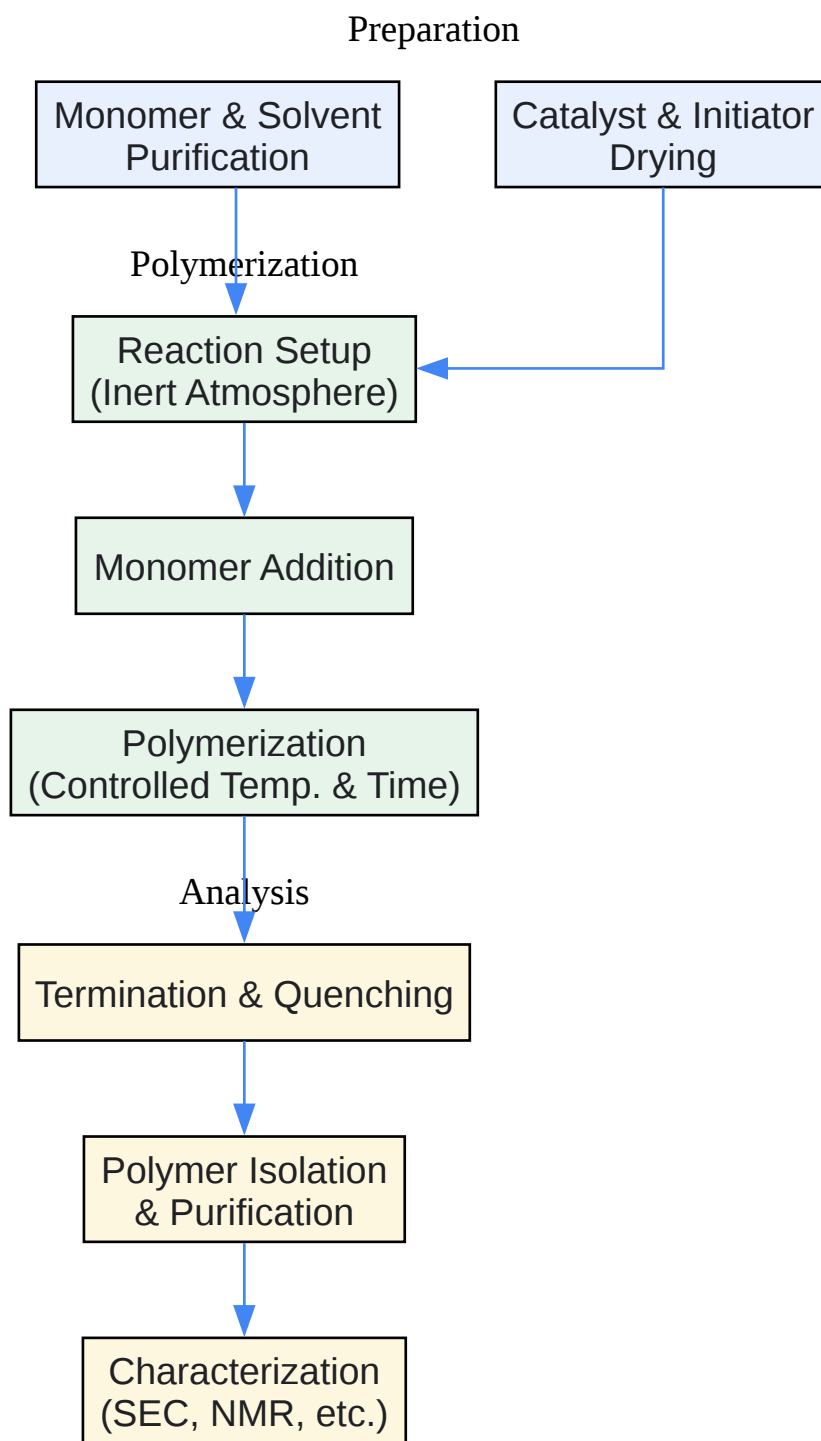 Preparation
Monomer & Solvent
Purification
Catalyst & Initiator
Drying
Polymerization
Reaction Setup
(Inert Atmosphere)
Monomer Addition
Polymerization
(Controlled Temp. & Time)
Analysis
Termination & Quenching
Polymer Isolation
& Purification
Characterization
(SEC, NMR, etc.)